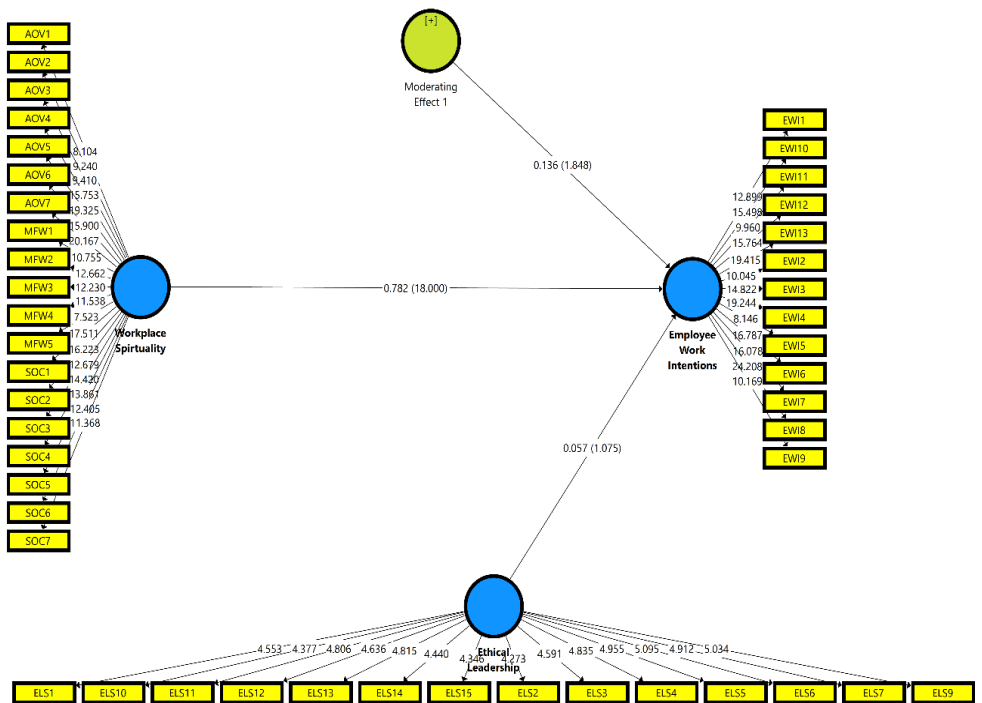 AOV1
AOV2
AOV3
AOV4
AOV5
AOV6
AOV7
MFW1
MFW2
MFW3
MFW4
MFW5
SOC1
SOC2
SOC3
SOC4
SOC5
SOC6
SOC7
8.104
9.240
9.410
15.753
19.325
15.900
20.167
10.755
12.662
12.230
11.538
7.523
17.511
16.223
12.679
14.420
13.861
12.405
11.368
Workplace
Spirtuality
[+]
Moderating
Effect 1
0.136 (1.848)
0.782 (18.000)
0.057 (1.075)
Employee
Work
Intentions
12.899
15.498
9.960
15.764
19.415
10.045
14.822
19.244
8.146
16.787
16.078
24.208
10.169
EWI1
EWI10
EWI11
EWI12
EWI13
EWI2
EWI3
EWI4
EWI5
EWI6
EWI7
EWI8
EWI9
Ethical
Leadership
4.553 4.377 4.806 4.636 4.815 4.440 4.346 4.273 4.591 4.835 4.955 5.095 4.912 5.034
ELS1 ELS10 ELS11 ELS12 ELS13 ELS14 ELS15 ELS2 ELS3 ELS4 ELS5 ELS6 ELS7 ELS9